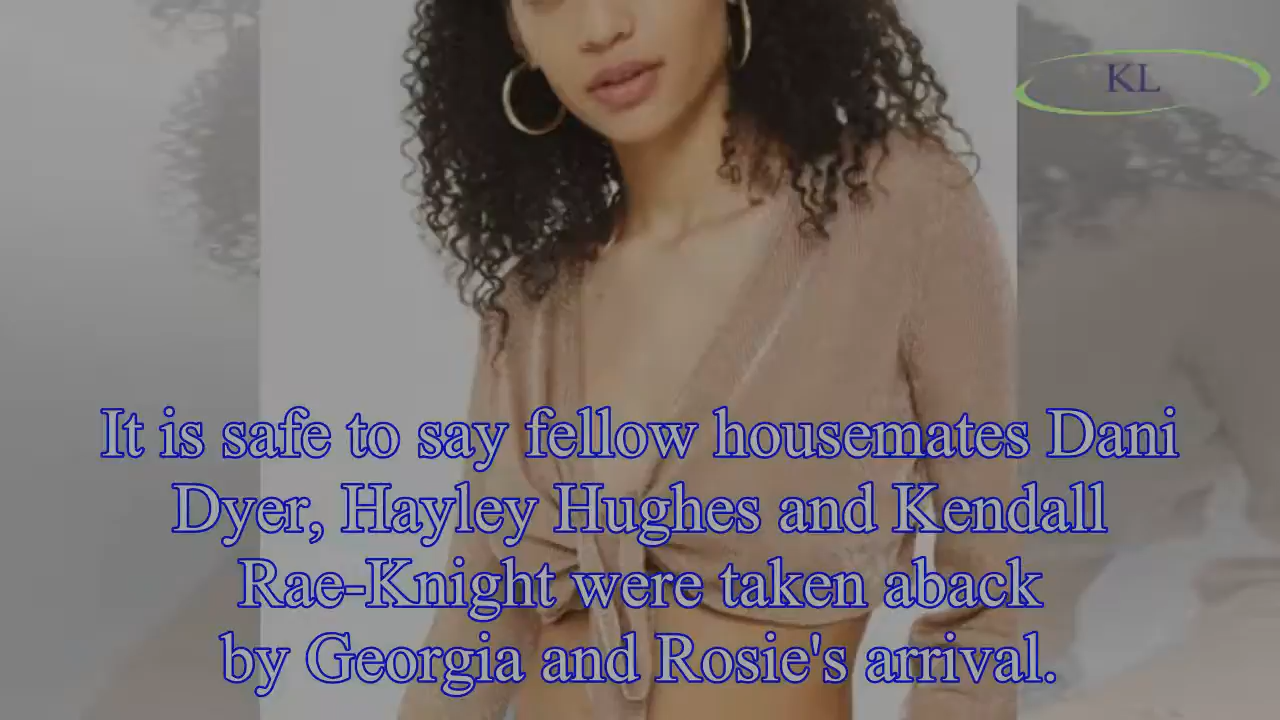 KL
It is safe to say fellow housemates Dani
Dyer, Hayley Hughes and Kendall
Rae-Knight were taken aback
by Georgia and Rosie's arrival.